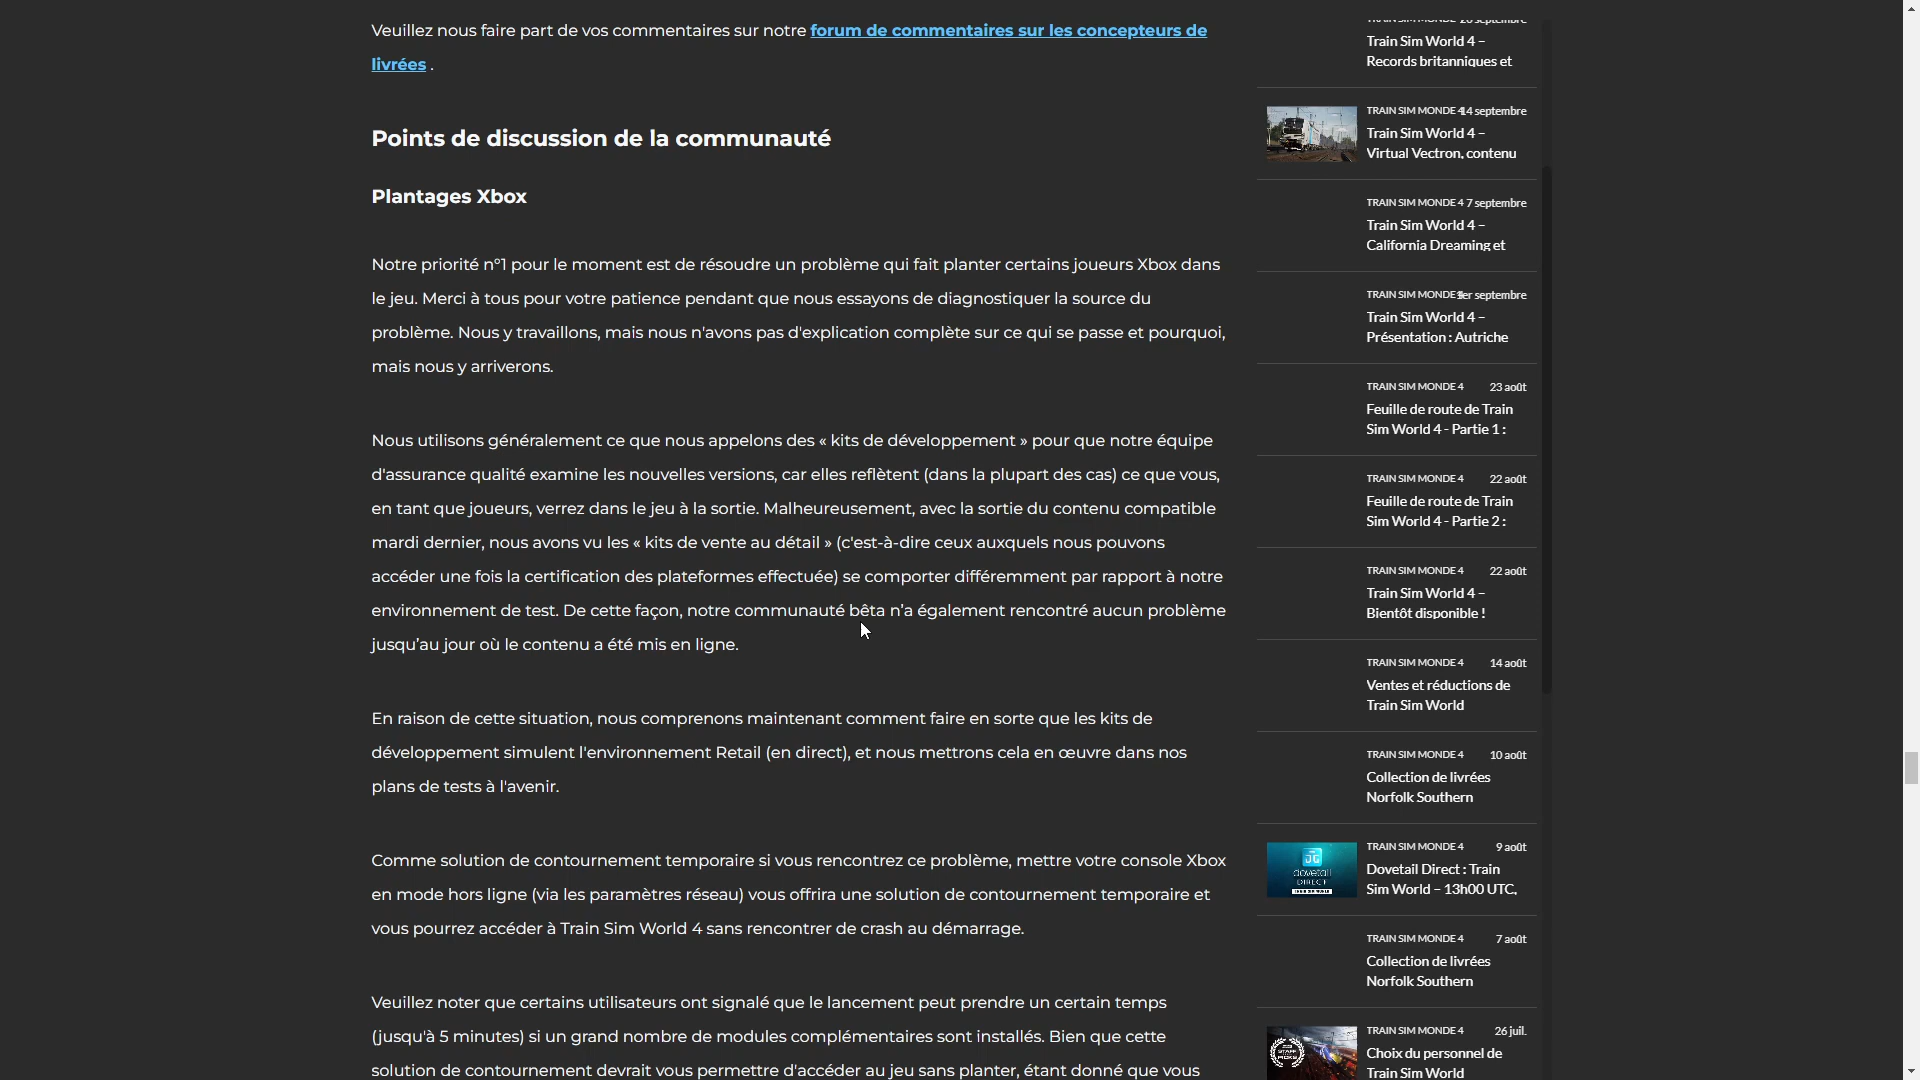 Veuillez nous faire part de vos commentaires sur notre forum de commentaires sur les concepteurs de
livrées .
Points de discussion de la communauté
Plantages Xbox
Notre priorité n°1 pour le moment est de résoudre un problème qui fait planter certains joueurs Xbox dans
le jeu. Merci à tous pour votre patience pendant que nous essayons de diagnostiquer la source du
problème. Nous y travaillons, mais nous n'avons pas d'explication complète sur ce qui se passe et pourquoi,
mais nous y arriverons.
Nous utilisons généralement ce que nous appelons des « kits de développement » pour que notre équipe
d'assurance qualité examine les nouvelles versions, car elles reflètent (dans la plupart des cas) ce que vous,
en tant que joueurs, verrez dans le jeu à la sortie. Malheureusement, avec la sortie du contenu compatible
mardi dernier, nous avons vu les « kits de vente au détail » (c'est-à-dire ceux auxquels nous pouvons
accéder une fois la certification des plateformes effectuée) se comporter différemment par rapport à notre
environnement de test. De cette façon, notre communauté bêta n’a également rencontré aucun problème
jusqu’au jour où le contenu a été mis en ligne.
En raison de cette situation, nous comprenons maintenant comment faire en sorte que les kits de
développement simulent l'environnement Retail (en direct), et nous mettrons cela en œuvre dans nos
plans de tests à l'avenir.
Comme solution de contournement temporaire si vous rencontrez ce problème, mettre votre console Xbox
en mode hors ligne (via les paramètres réseau) vous offrira une solution de contournement temporaire et
vous pourrez accéder à Train Sim World 4 sans rencontrer de crash au démarrage.
Veuillez noter que certains utilisateurs ont signalé que le lancement peut prendre un certain temps
(jusqu'à 5 minutes) si un grand nombre de modules complémentaires sont installés. Bien que cette
solution de contournement devrait vous permettre d'accéder au jeu sans planter, étant donné que vous
TRAIN SIM MONDE 4 20 septembre
Train Sim World 4 –
Records britanniques et
TRAIN SIM MONDE 4 14 septembre
Train Sim World 4 –
Virtual Vectron, contenu
TRAIN SIM MONDE 4 7 septembre
Train Sim World 4 –
California Dreaming et
TRAIN SIM MONDE 4 1er septembre
Train Sim World 4 –
Présentation : Autriche
TRAIN SIM MONDE 4 23 août
Feuille de route de Train
Sim World 4 - Partie 1 :
TRAIN SIM MONDE 4 22 août
Feuille de route de Train
Sim World 4 - Partie 2 :
TRAIN SIM MONDE 4 22 août
Train Sim World 4 –
Bientôt disponible !
TRAIN SIM MONDE 4 14 août
Ventes et réductions de
Train Sim World
TRAIN SIM MONDE 4 10 août
Collection de livrées
Norfolk Southern
dovetail
DIRECT
TRAIN SIM WORLD
TRAIN SIM MONDE 4 9 août
Dovetail Direct : Train
Sim World – 13h00 UTC,
TRAIN SIM MONDE 4 7 août
Collection de livrées
Norfolk Southern
STAFF
PICKS
TRAIN SIM MONDE 4 26 juil.
Choix du personnel de
Train Sim World